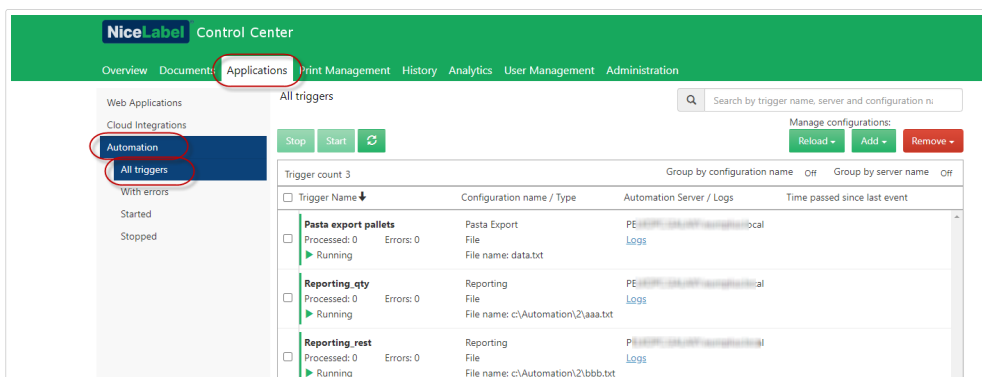 NiceLabel Control Center
Overview Documents Applications Print Management History Analytics User Management Administration
Web Applications
Cloud Integrations
Automation
All triggers
With errors
Started
Stopped
All triggers
Search by trigger name, server and configuration n
Manage configurations:
Stop Start Reload Add Remove
Trigger count 3 Group by configuration name Off Group by server name Off
Trigger Name Configuration name / Type Automation Server / Logs Time passed since last event
Pasta export pallets Pasta Export
Processed: 0 Errors: 0 File Logs
Running File name: data.txt
Reporting_qty Reporting
Processed: 0 Errors: 0 File Logs
Running File name: c:\Automation\2\aaa.txt
Reporting_rest Reporting
Processed: 0 Errors: 0 File Logs
Running File name: c:\Automation\2\bbb.txt